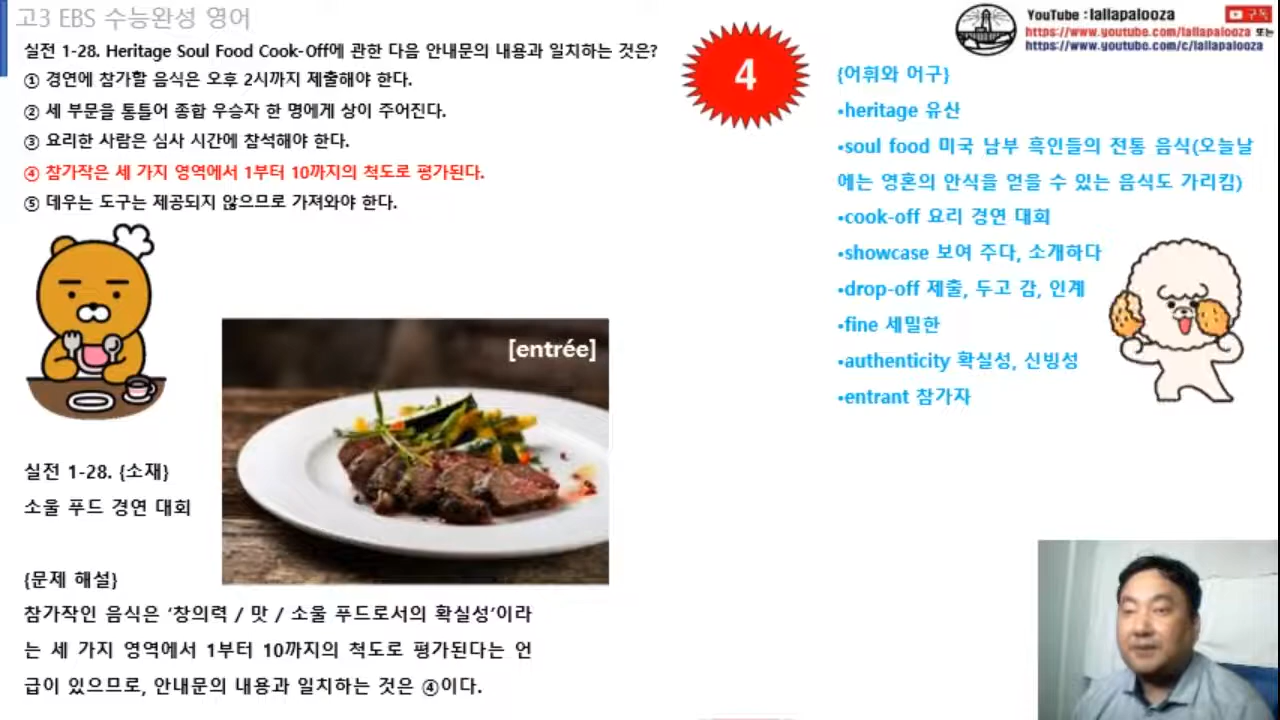 고3 EBS 수능완성 영어
실전 1-28. Heritage Soul Food Cook-Off에 관한 다음 안내문의 내용과 일치하는 것은?
① 경연에 참가할 음식은 오후 2시까지 제출해야 한다.
② 세 부문을 통틀어 종합 우승자 한 명에게 상이 주어진다.
③ 요리한 사람은 심사 시간에 참석해야 한다.
④ 참가작은 세 가지 영역에서 1부터 10까지의 척도로 평가된다.
⑤ 데우는 도구는 제공되지 않으므로 가져와야 한다.
[entrée]
실전 1-28. {소재}
소울 푸드 경연 대회
{문제 해설}
참가작인 음식은 ‘창의력 / 맛 / 소울 푸드로서의 확실성’이라
는 세 가지 영역에서 1부터 10까지의 척도로 평가된다는 언
급이 있으므로, 안내문의 내용과 일치하는 것은 ④이다.
4
YouTube : lallapalooza
구독
https://www.youtube.com/lallapalooza 또는
https://www.youtube.com/c/lallapalooza
{어휘와 어구}
•heritage 유산
•soul food 미국 남부 흑인들의 전통 음식(오늘날
에는 영혼의 안식을 얻을 수 있는 음식도 가리킴)
•cook-off 요리 경연 대회
•showcase 보여 주다, 소개하다
•drop-off 제출, 두고 감, 인계
•fine 세밀한
•authenticity 확실성, 신빙성
•entrant 참가자